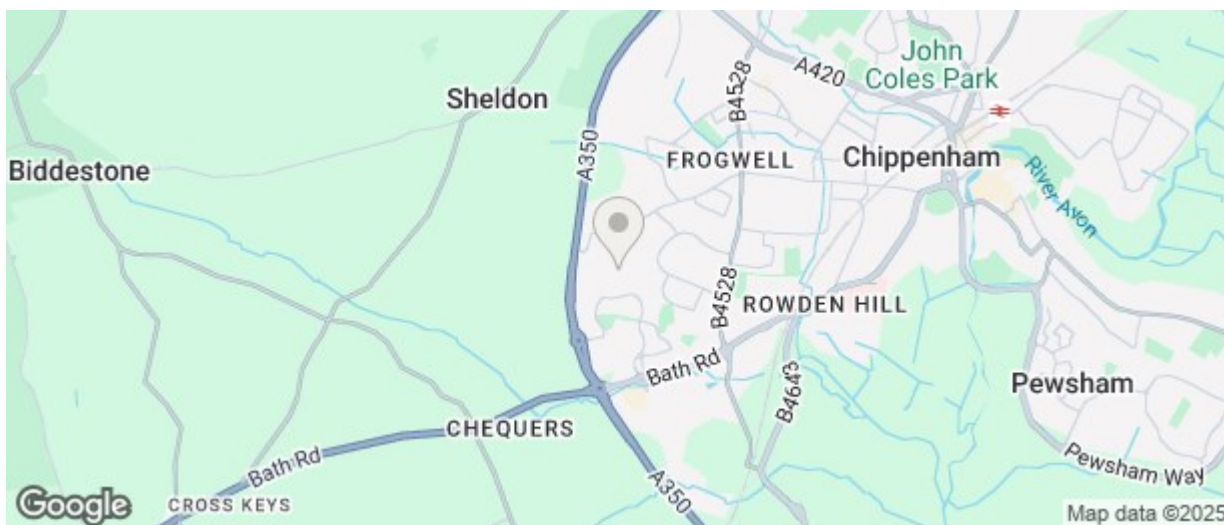 John
Coles Park
A420
B4528
Sheldon
A350
FROGWELL
Chippenham
Biddestone
River Avon
B4528
ROWDEN HILL
Bath Rd
B4643
Pewsham
CHEQUERS
Bath Rd
A350
Pewsham Way
CROSS KEYS
Google
Map data ©2025